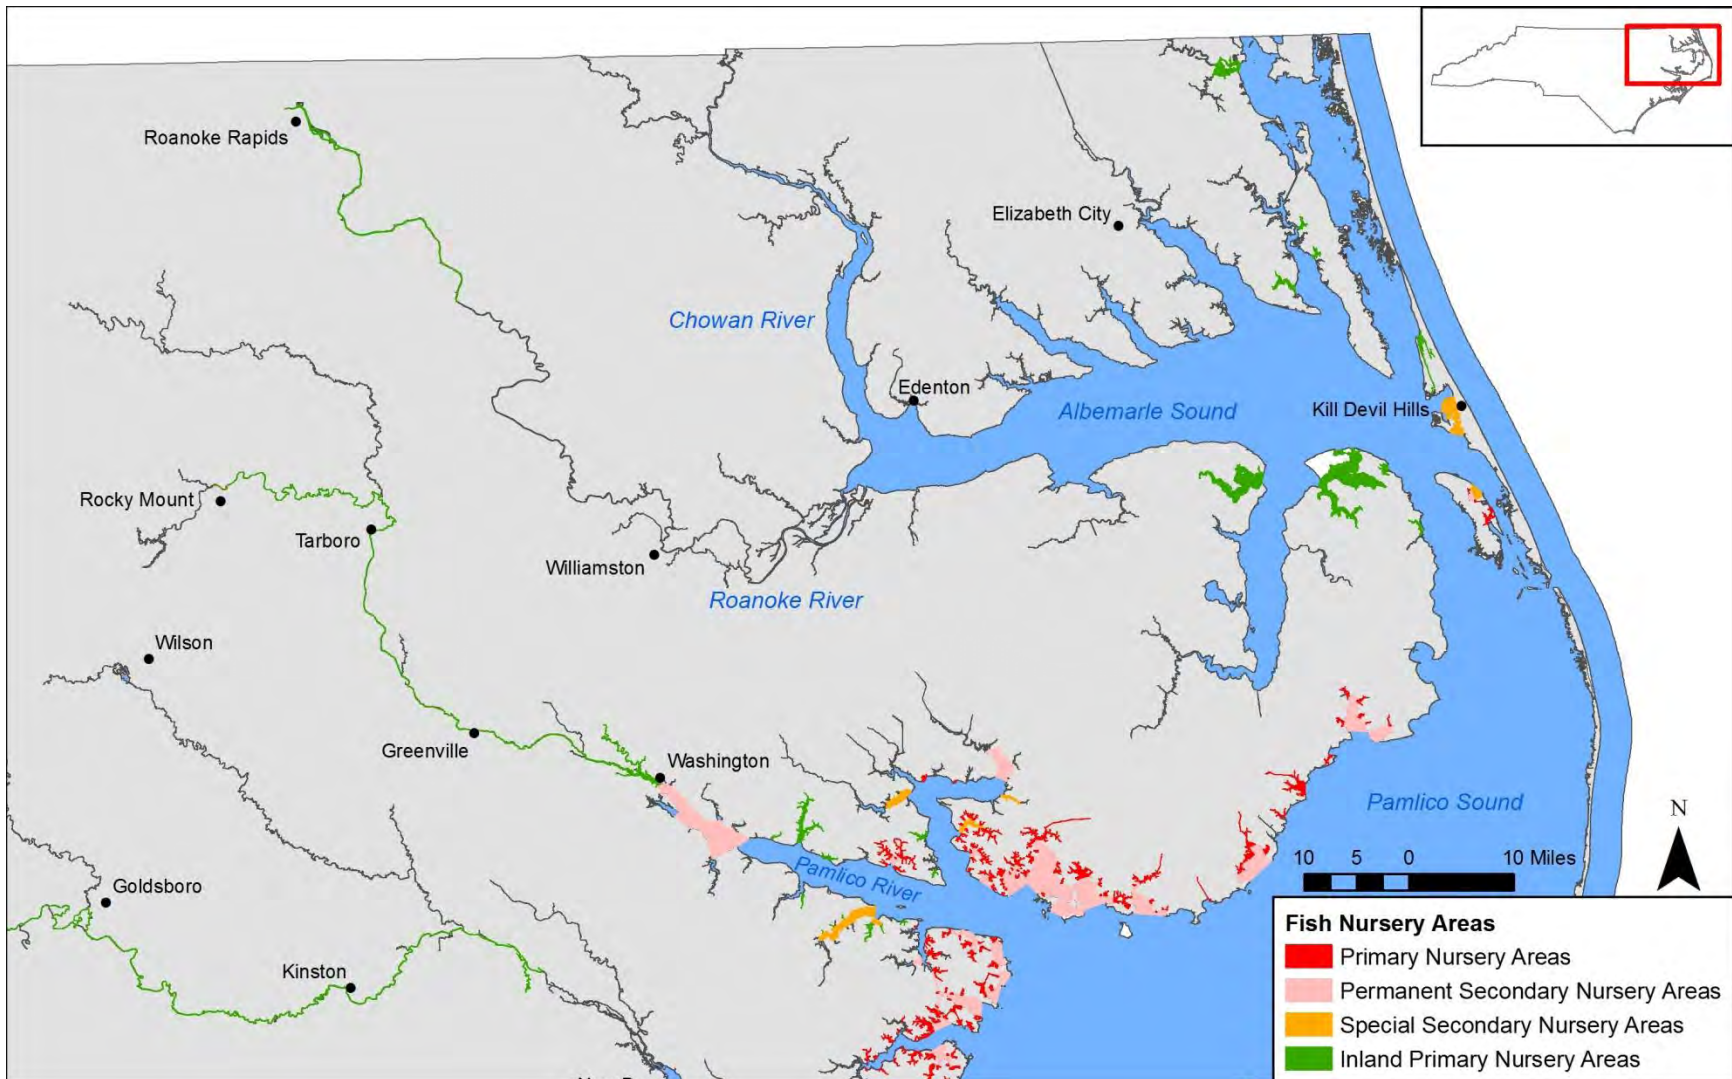 Roanoke Rapids
Elizabeth City
Chowan River
Edenton
Albemarle Sound
Kill Devil Hills
Rocky Mount
Tarboro
Williamston
Roanoke River
Wilson
Greenville
Washington
Pamlico Sound
N
10 5 0 10 Miles
Pamlico River
Goldsboro
Kinston
Fish Nursery Areas
Primary Nursery Areas
Permanent Secondary Nursery Areas
Special Secondary Nursery Areas
Inland Primary Nursery Areas